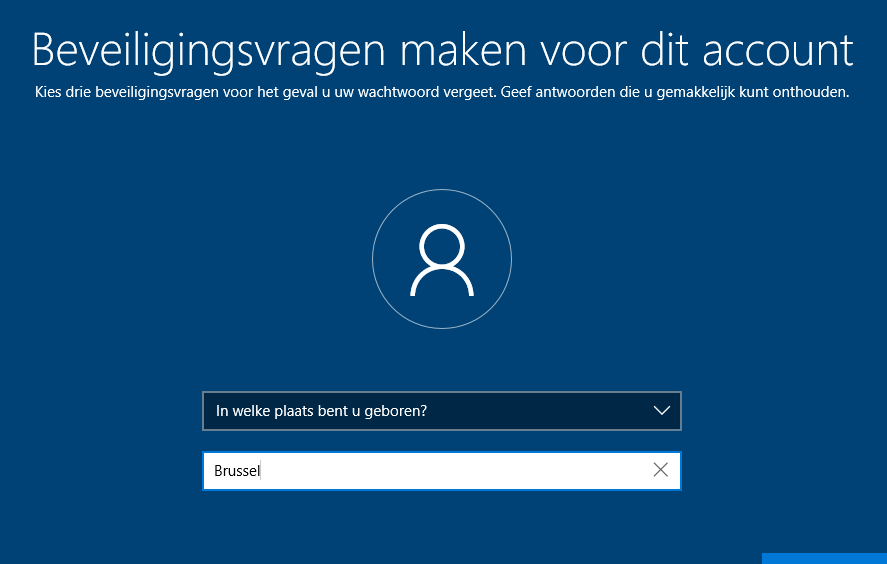 Beveiligingsvragen maken voor dit account
Kies drie beveiligingsvragen voor het geval u uw wachtwoord vergeet. Geef antwoorden die u gemakkelijk kunt onthouden.
In welke plaats bent u geboren?
Brussel